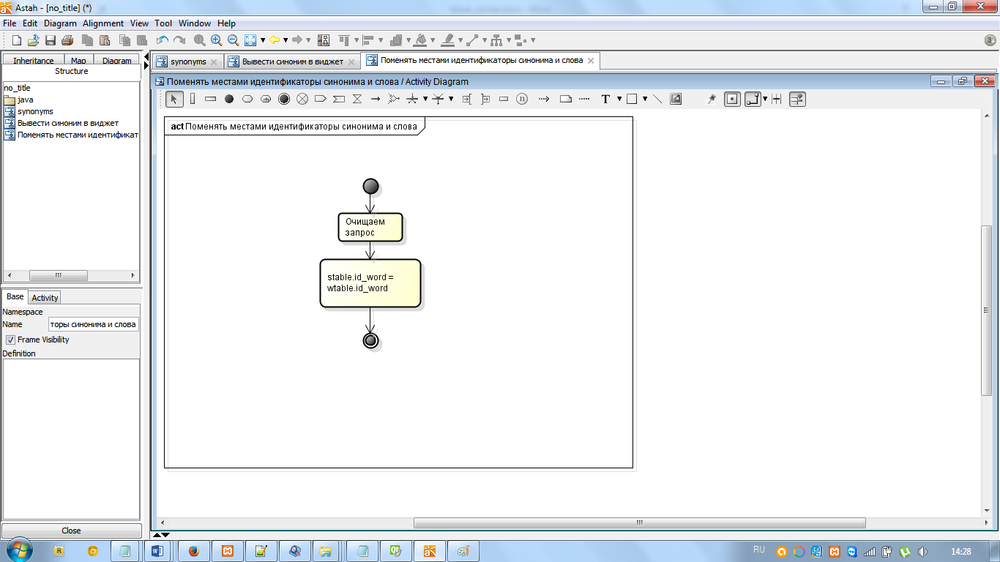 Astah - [no_title] (*)
File Edit Diagram Alignment View Tool Window Help
3
Inheritance Map Diagram
Structure
no_title
java
synonyms
Вывести синоним в виджет
Поменять местами идентификат
synonyms
Вывести синоним в виджет
Поменять местами идентификаторы синонима и слова
Поменять местами идентификаторы синонима и слова / Activity Diagram
T
act Поменять местами идентификаторы синонима и слова
Очищаем
запрос
stable.id_word =
wtable.id_word
Base Activity
Namespace
Name торы синонима и слова
Frame Visibility
Definition
Close
RU
14:28